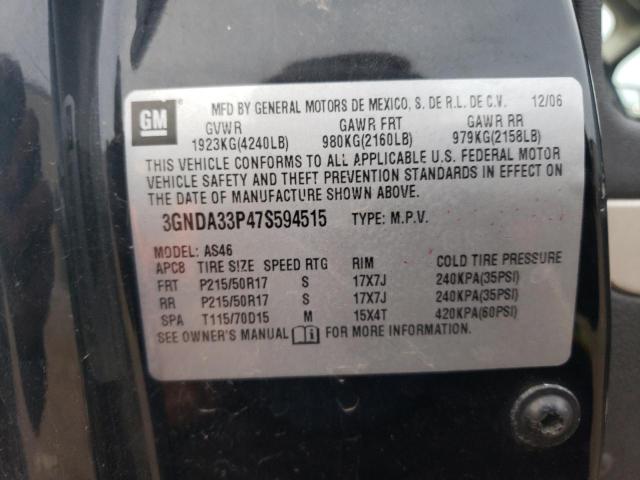 GM
MFD BY GENERAL MOTORS DE MEXICO, S. DE R.L. DE C.V. 12/06
GVWR GAWR FRT GAWR RR
1923KG(4240LB) 980KG(2160LB) 979KG(2158LB)
THIS VEHICLE CONFORMS TO ALL APPLICABLE U.S. FEDERAL MOTOR
VEHICLE SAFETY AND THEFT PREVENTION STANDARDS IN EFFECT ON THE
DATE OF MANUFACTURE SHOWN ABOVE.
3GNDA33P47S594515 TYPE: M.P.V.
MODEL: AS46
APC8 TIRE SIZE SPEED RTG RIM COLD TIRE PRESSURE
FRT P215/50R17 S 17X7J 240KPA(35PSI)
RR P215/50R17 S 17X7J 240KPA(35PSI)
SPA T115/70D15 M 15X4T 420KPA(60PSI)
SEE OWNER'S MANUAL i FOR MORE INFORMATION.